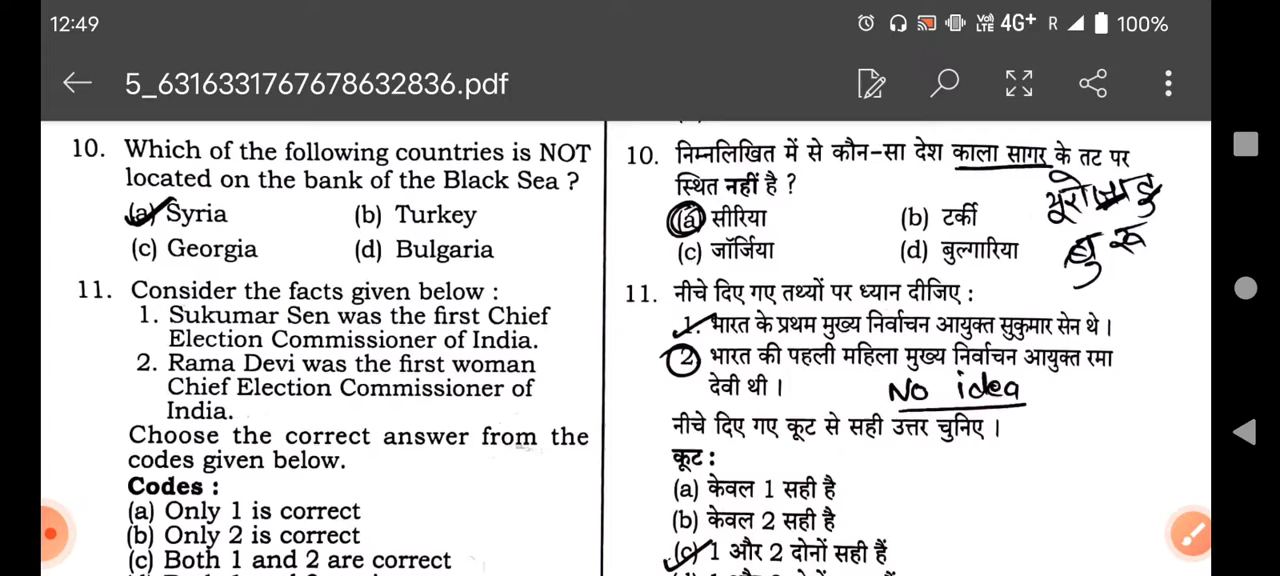 12:49
4G+ R 100%
5_6316331767678632836.pdf
10. Which of the following countries is NOT
located on the bank of the Black Sea ?
(a) Syria (b) Turkey
(c) Georgia (d) Bulgaria
11. Consider the facts given below :
1. Sukumar Sen was the first Chief
Election Commissioner of India.
2. Rama Devi was the first woman
Chief Election Commissioner of
India.
Choose the correct answer from the
codes given below.
Codes :
(a) Only 1 is correct
(b) Only 2 is correct
(c) Both 1 and 2 are correct
10. निम्नलिखित में से कौन-सा देश काला सागर के तट पर
स्थित नहीं है ?
(a) सीरिया (b) टर्की
(c) जॉर्जिया (d) बुल्गारिया
11. नीचे दिए गए तथ्यों पर ध्यान दीजिए :
1. भारत के प्रथम मुख्य निर्वाचन आयुक्त सुकुमार सेन थे ।
2. भारत की पहली महिला मुख्य निर्वाचन आयुक्त रमा
देवी थी ।
No idea
नीचे दिए गए कूट से सही उत्तर चुनिए ।
कूट :
(a) केवल 1 सही है
(b) केवल 2 सही है
(c) 1 और 2 दोनों सही हैं